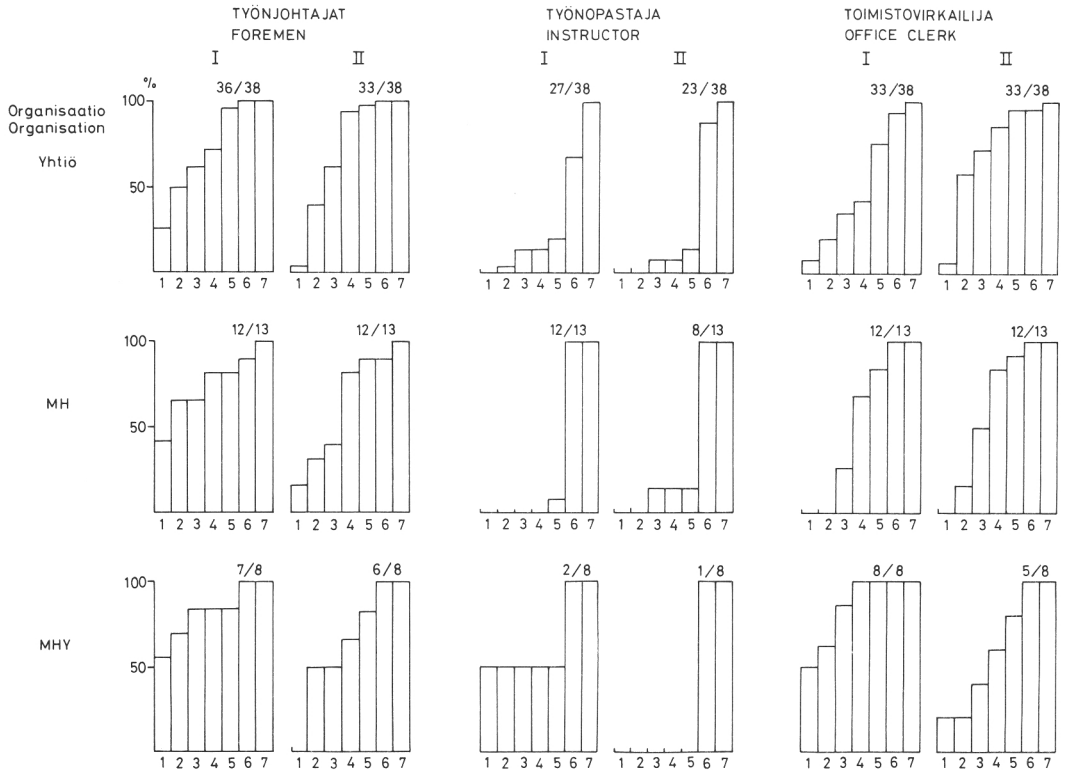 TYÖNJOHTAJAT TYÖNOPASTAJA TOIMISTOVIRKAILIJA
FOREMEN INSTRUCTOR OFFICE CLERK
I II I II I II
% 36/38 33/38 27/38 23/38 33/38 33/38
100
Organisaatio
Organisation
Yhtiö
50
1 2 3 4 5 6 7 1 2 3 4 5 6 7 1 2 3 4 5 6 7 1 2 3 4 5 6 7 1 2 3 4 5 6 7 1 2 3 4 5 6 7
12/13 12/13 12/13 8/13 12/13 12/13
100
MH
50
1 2 3 4 5 6 7 1 2 3 4 5 6 7 1 2 3 4 5 6 7 1 2 3 4 5 6 7 1 2 3 4 5 6 7 1 2 3 4 5 6 7
7/8 6/8 2/8 1/8 8/8 5/8
100
MHY
50
1 2 3 4 5 6 7 1 2 3 4 5 6 7 1 2 3 4 5 6 7 1 2 3 4 5 6 7 1 2 3 4 5 6 7 1 2 3 4 5 6 7